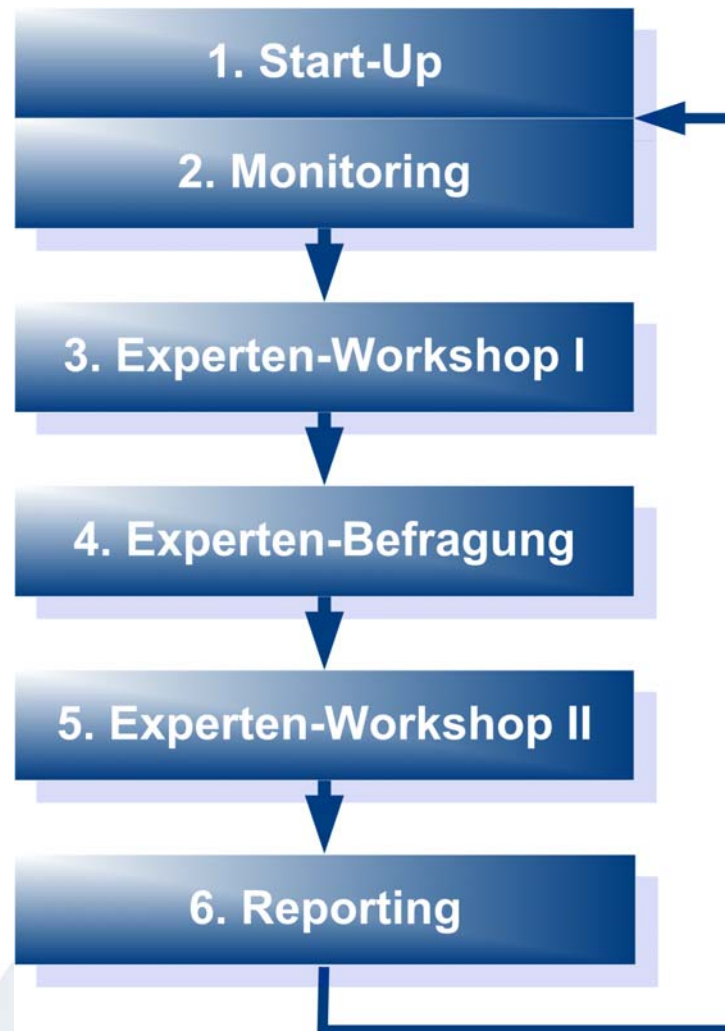 1. Start-Up
2. Monitoring
3. Experten-Workshop I
4. Experten-Befragung
5. Experten-Workshop II
6. Reporting